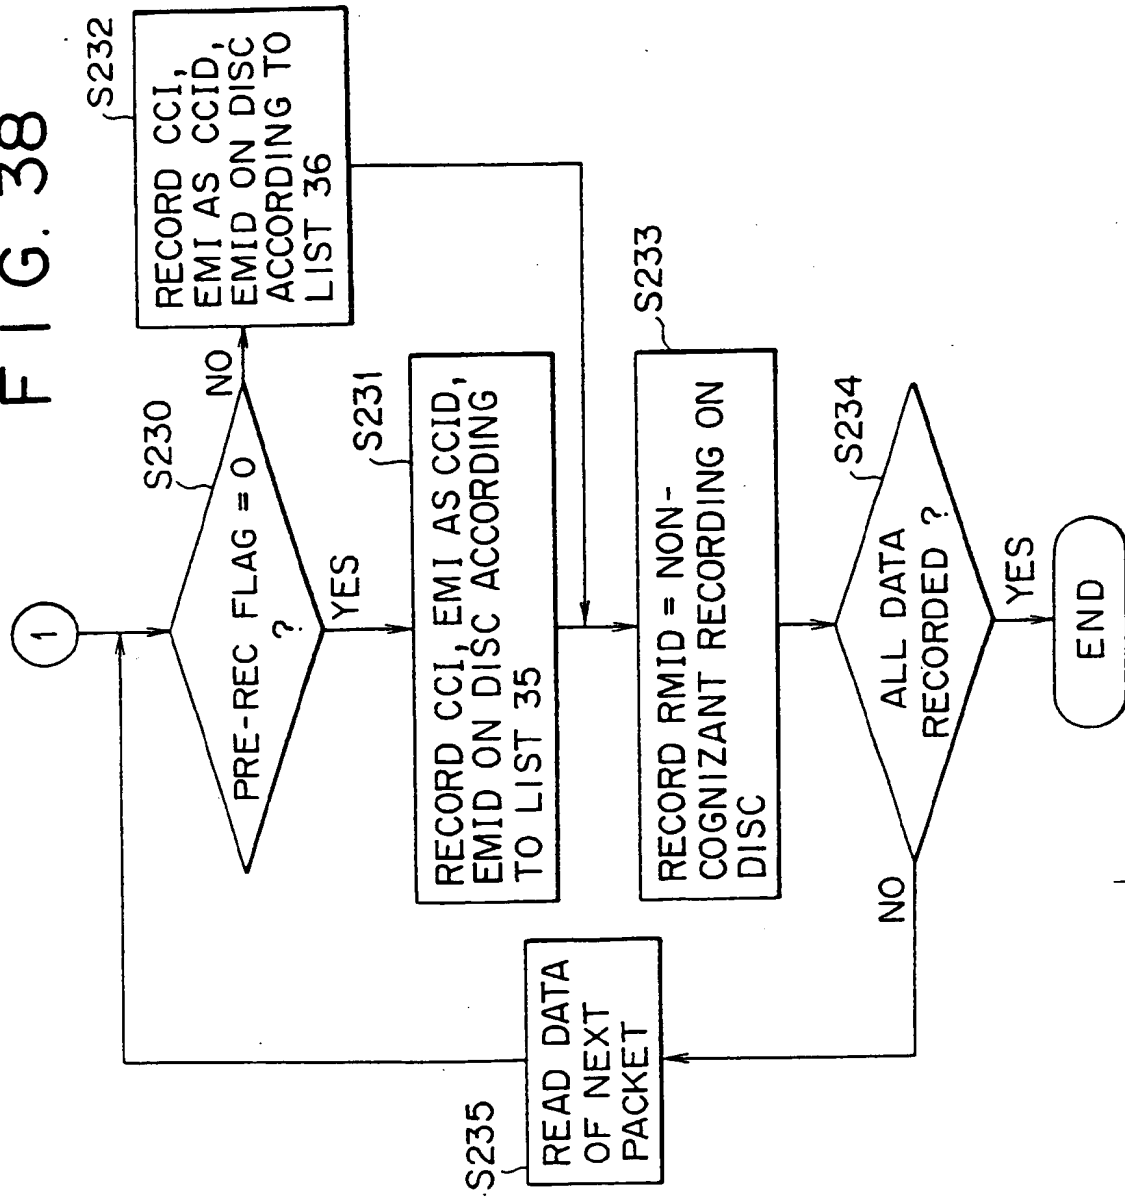 FIG. 38
1
S230
PRE-REC FLAG = 0
?
NO
YES
S232
RECORD CCI,
EMI AS CCID,
EMID ON DISC
ACCORDING TO
LIST 36
S231
RECORD CCI, EMI AS CCID,
EMID ON DISC ACCORDING
TO LIST 35
S233
RECORD RMID = NON-
COGNIZANT RECORDING ON
DISC
S234
ALL DATA
RECORDED ?
NO
YES
S235
READ DATA
OF NEXT
PACKET
END